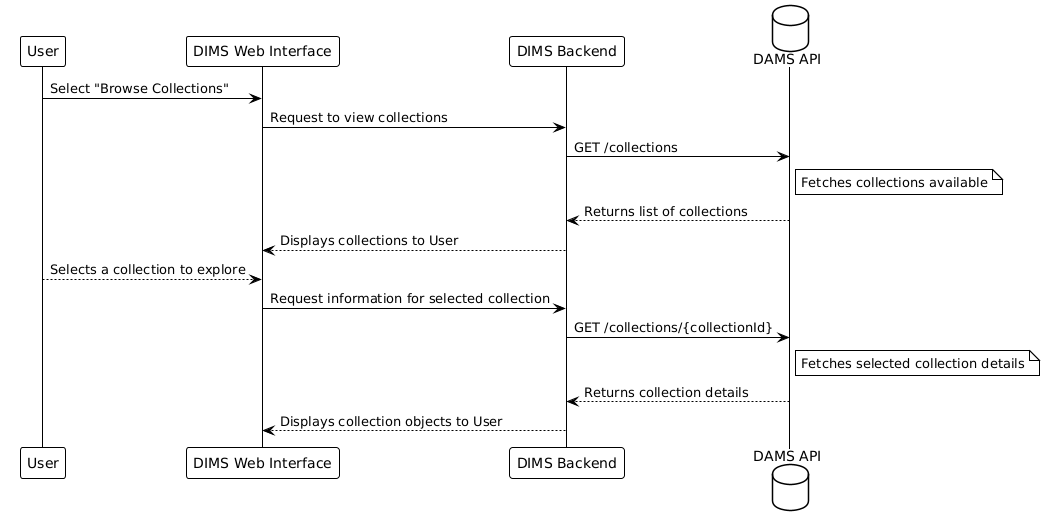 User
DIMS Web Interface
DIMS Backend
DAMS API
Select "Browse Collections"
Request to view collections
GET /collections
Fetches collections available
Returns list of collections
Displays collections to User
Selects a collection to explore
Request information for selected collection
GET /collections/{collectionId}
Fetches selected collection details
Returns collection details
Displays collection objects to User
User
DIMS Web Interface
DIMS Backend
DAMS API